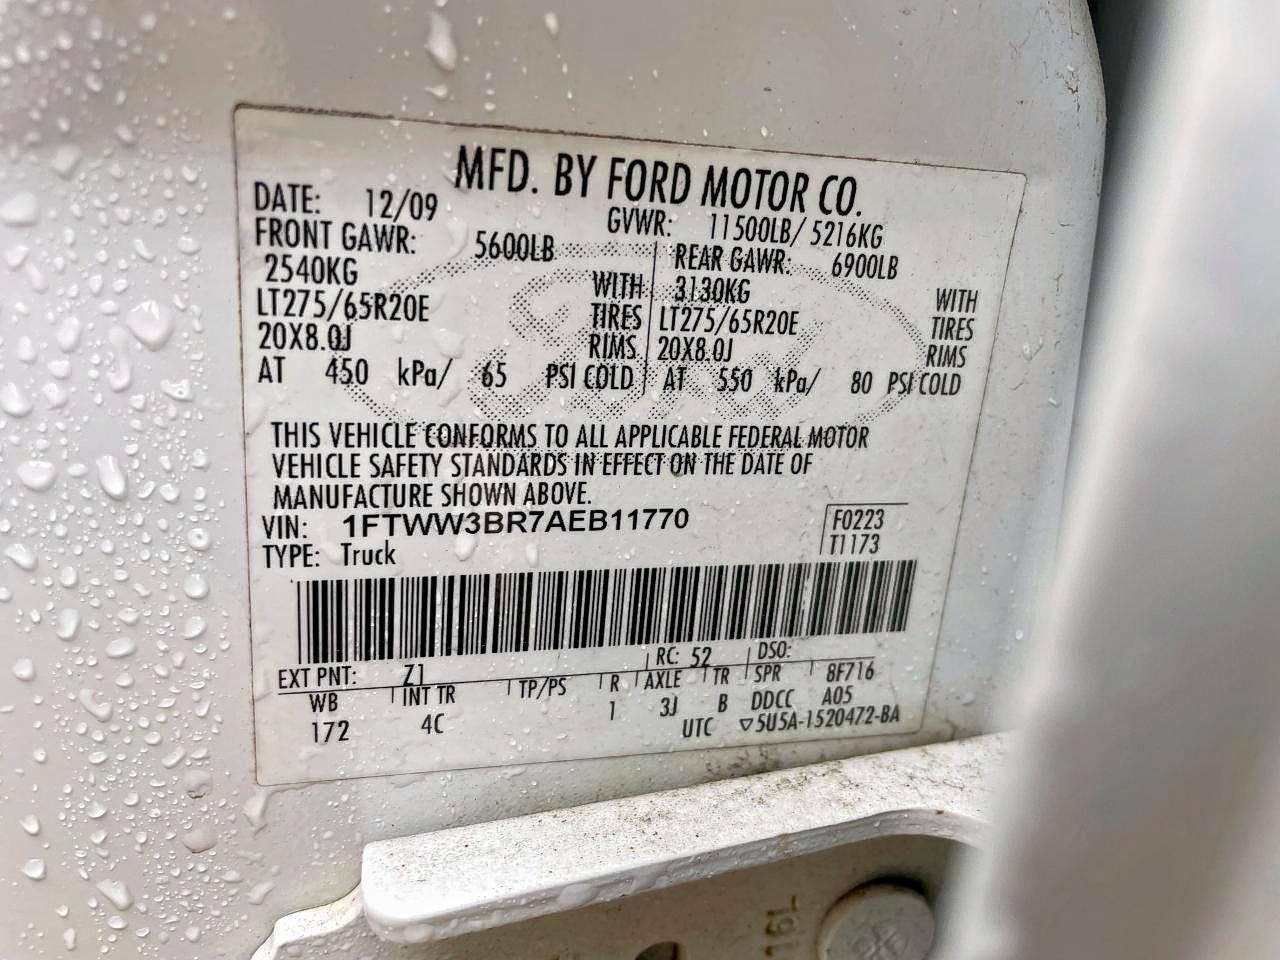 MFD. BY FORD MOTOR CO.
DATE: 12/09 GVWR: 11500LB/ 5216KG
FRONT GAWR: 5600LB REAR GAWR: 6900LB
2540KG WITH 3130KG WITH
LT275/65R20E TIRES LT275/65R20E TIRES
20X8.0J RIMS 20X8.0J RIMS
AT 450 kPa/ 65 PSI COLD AT 550 kPa/ 80 PSI COLD
THIS VEHICLE CONFORMS TO ALL APPLICABLE FEDERAL MOTOR
VEHICLE SAFETY STANDARDS IN EFFECT ON THE DATE OF
MANUFACTURE SHOWN ABOVE.
VIN: 1FTWW3BR7AEB11770 F0223
TYPE: Truck T1173
EXT PNT: Z1 RC: 52 DSO:
WB INT TR TP/PS R AXLE TR SPR 8F716
172 4C 1 3J B DDCC A05
UTC ▽5U5A-1520472-BA
16L